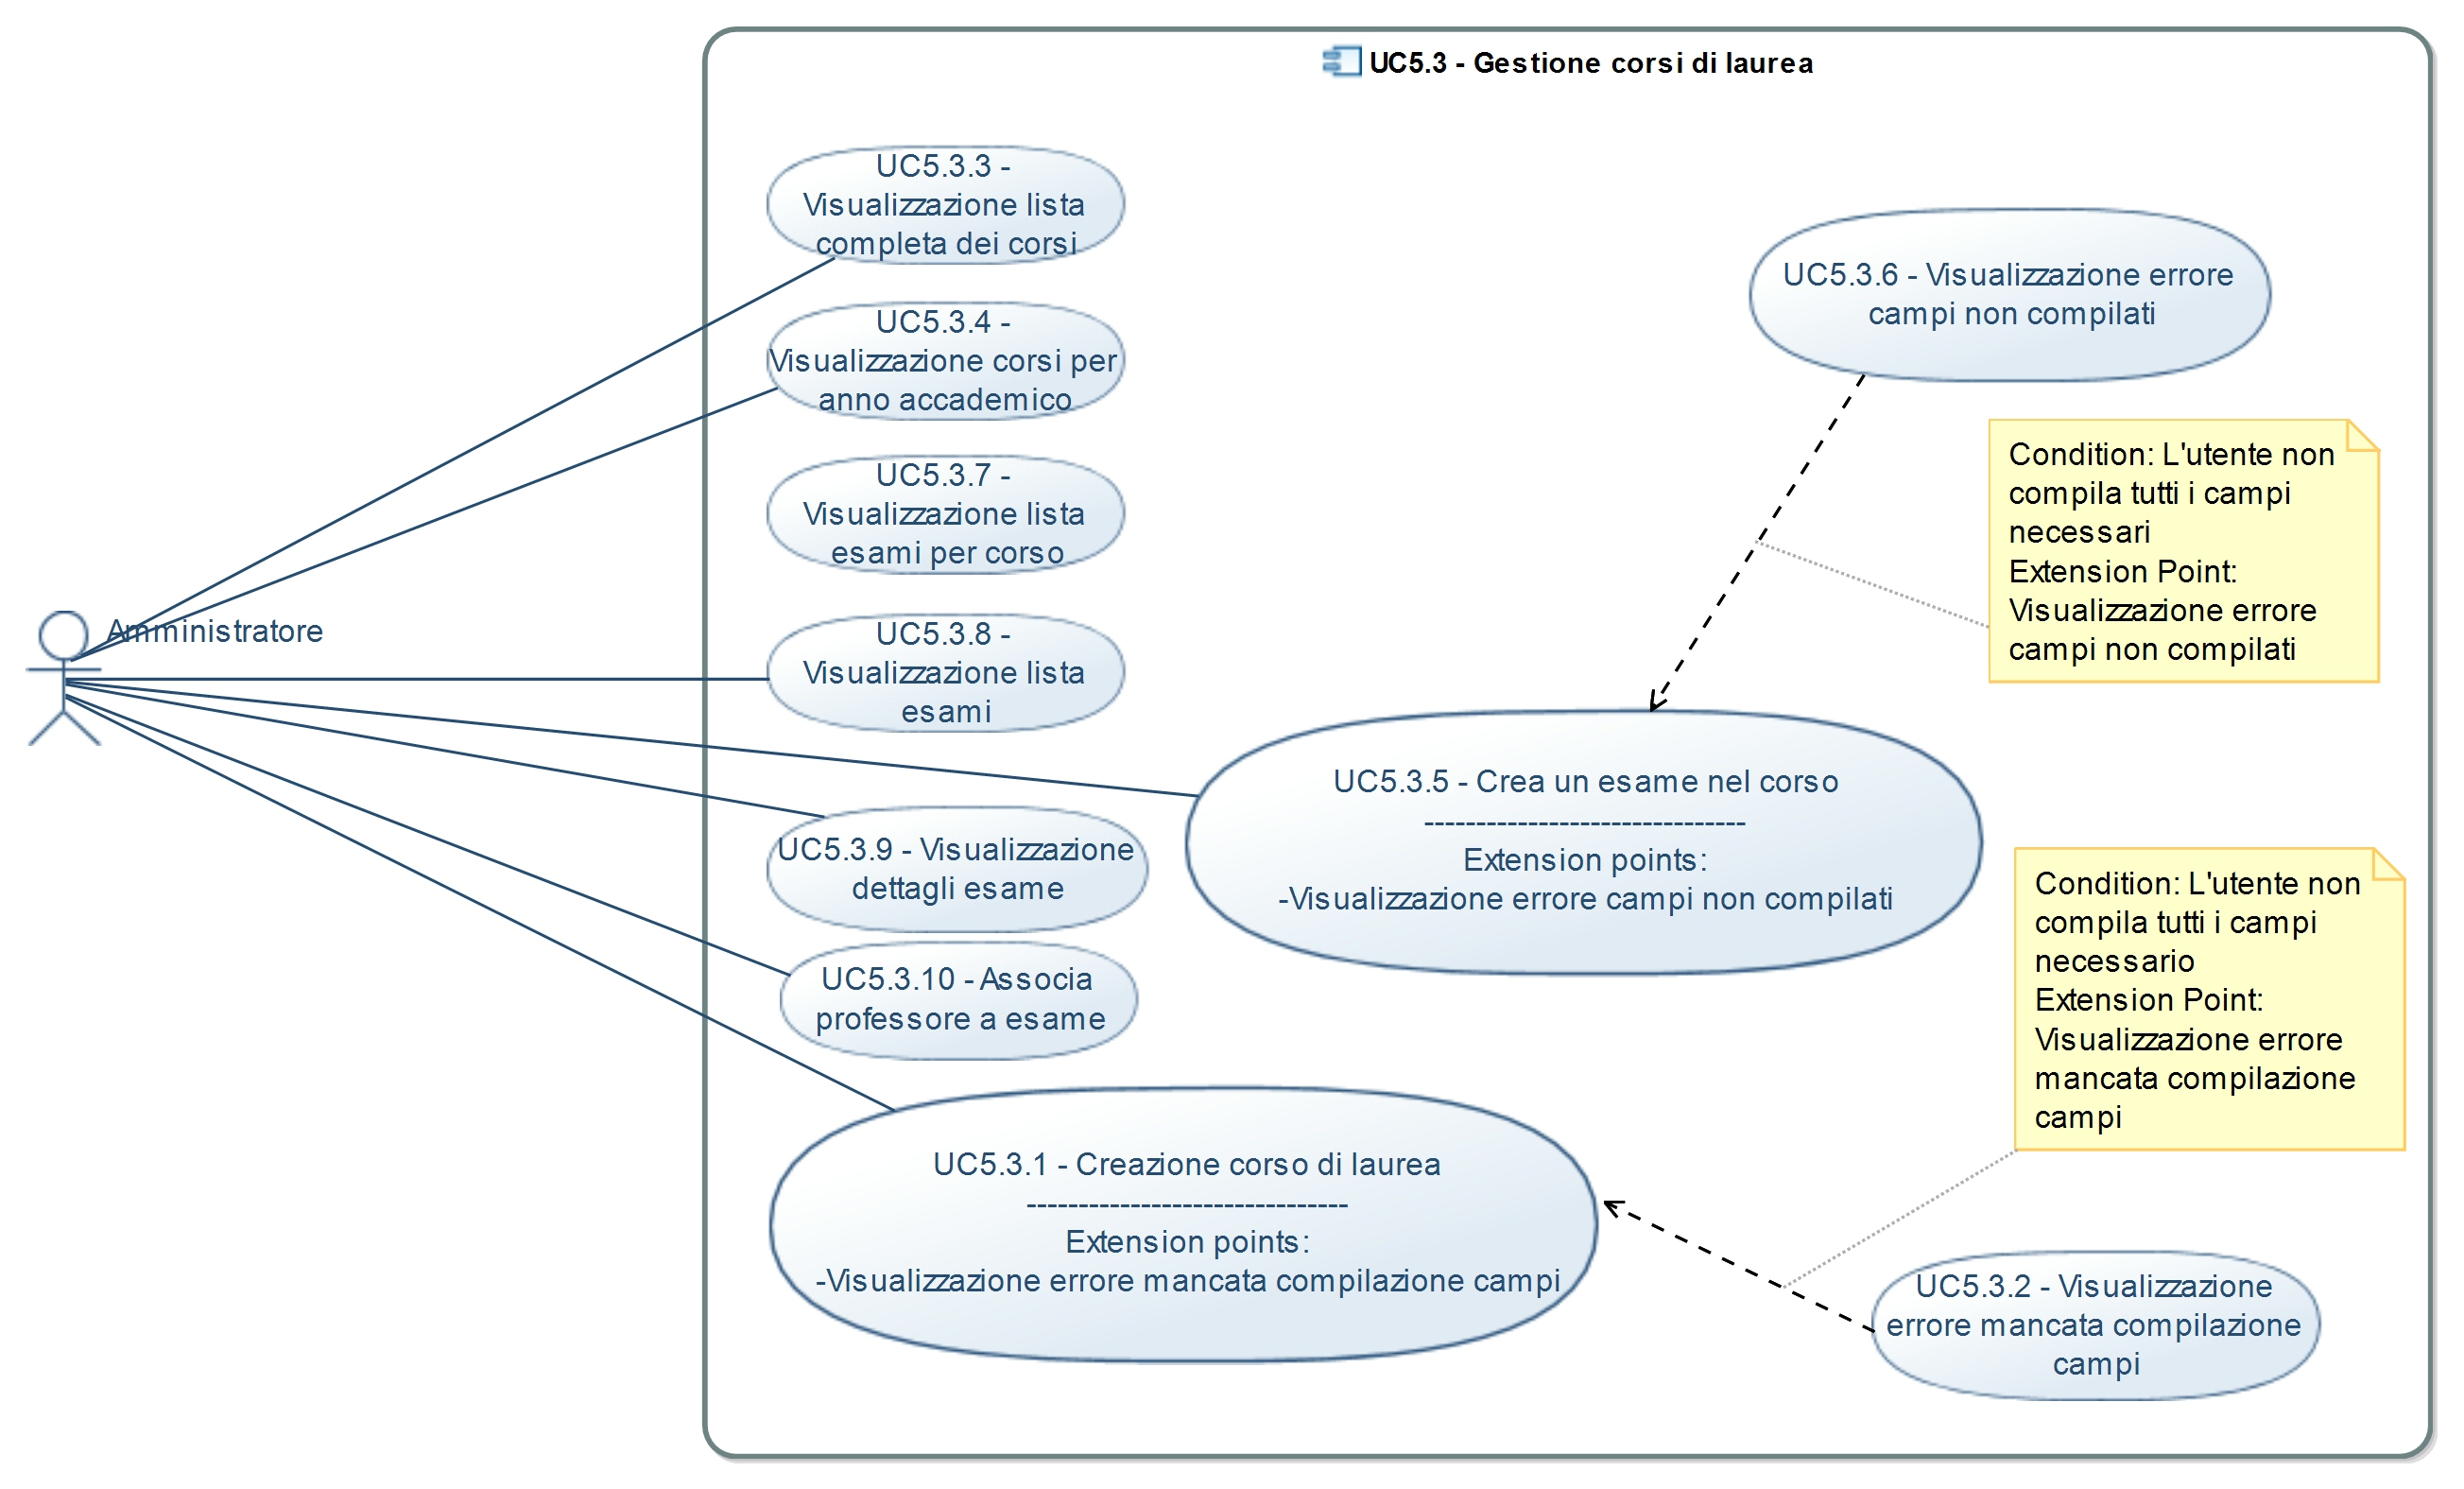 UC5.3 - Gestione corsi di laurea
UC5.3.3 -
Visualizzazione lista
completa dei corsi
UC5.3.4 -
Visualizzazione corsi per
anno accademico
UC5.3.7 -
Visualizzazione lista
esami per corso
UC5.3.8 -
Visualizzazione lista
esami
Amministratore
UC5.3.6 - Visualizzazione errore
campi non compilati
Condition: L'utente non
compila tutti i campi
necessari
Extension Point:
Visualizzazione errore
campi non compilati
UC5.3.5 - Crea un esame nel corso
-------------------------------
Extension points:
-Visualizzazione errore campi non compilati
UC5.3.9 - Visualizzazione
dettagli esame
UC5.3.10 - Associa
professore a esame
Condition: L'utente non
compila tutti i campi
necessario
Extension Point:
Visualizzazione errore
mancata compilazione
campi
UC5.3.1 - Creazione corso di laurea
-------------------------------
Extension points:
-Visualizzazione errore mancata compilazione campi
UC5.3.2 - Visualizzazione
errore mancata compilazione
campi